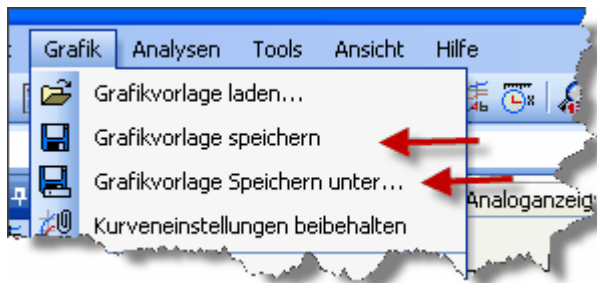 Grafik Analysen Tools Ansicht Hilfe
Grafikvorlage laden...
Grafikvorlage speichern
Grafikvorlage Speichern unter...
Analoganzeig
Kurveneinstellungen beibehalten